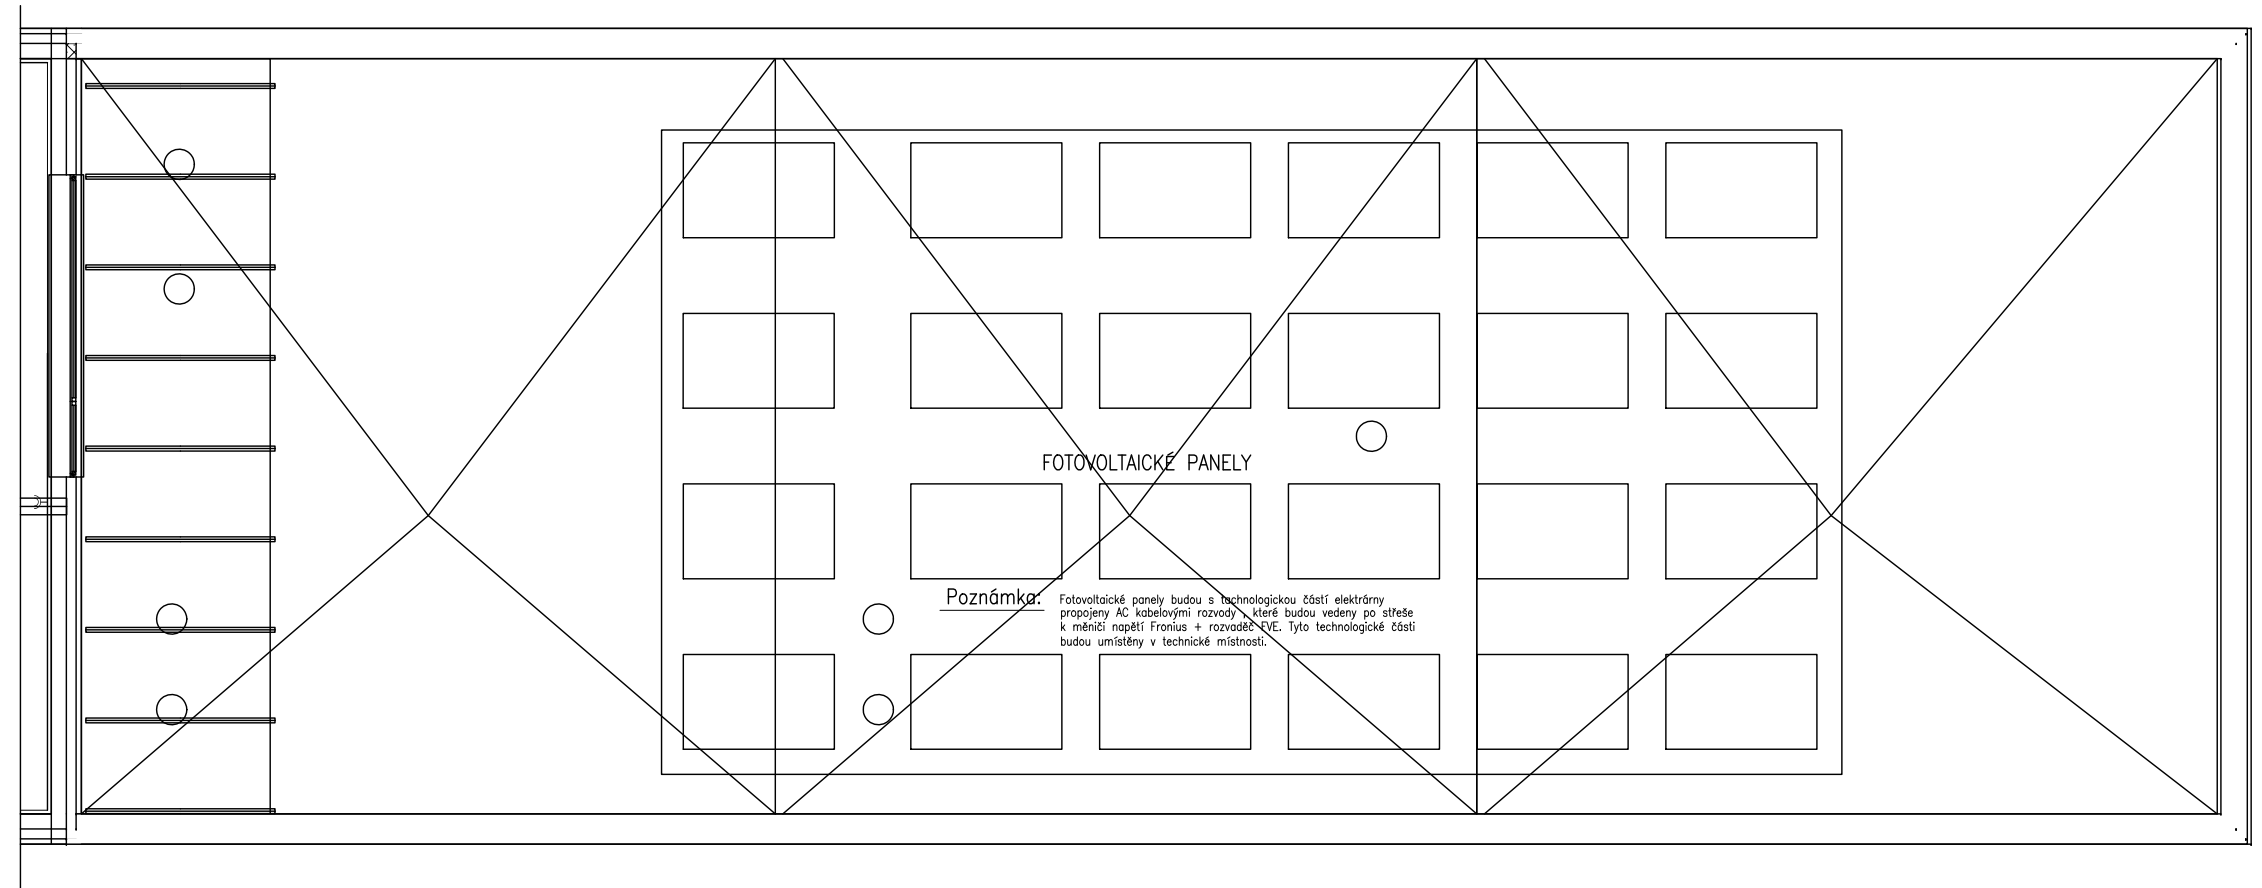 FOTOVOLTAICKÉ PANELY
Poznámka:
Fotovoltaické panely budou s technologickou částí elektrárny
propojeny AC kabelovými rozvody , které budou vedeny po střeše
k měniči napětí Fronius + rozvaděč FVE. Tyto technologické části
budou umístěny v technické místnosti.